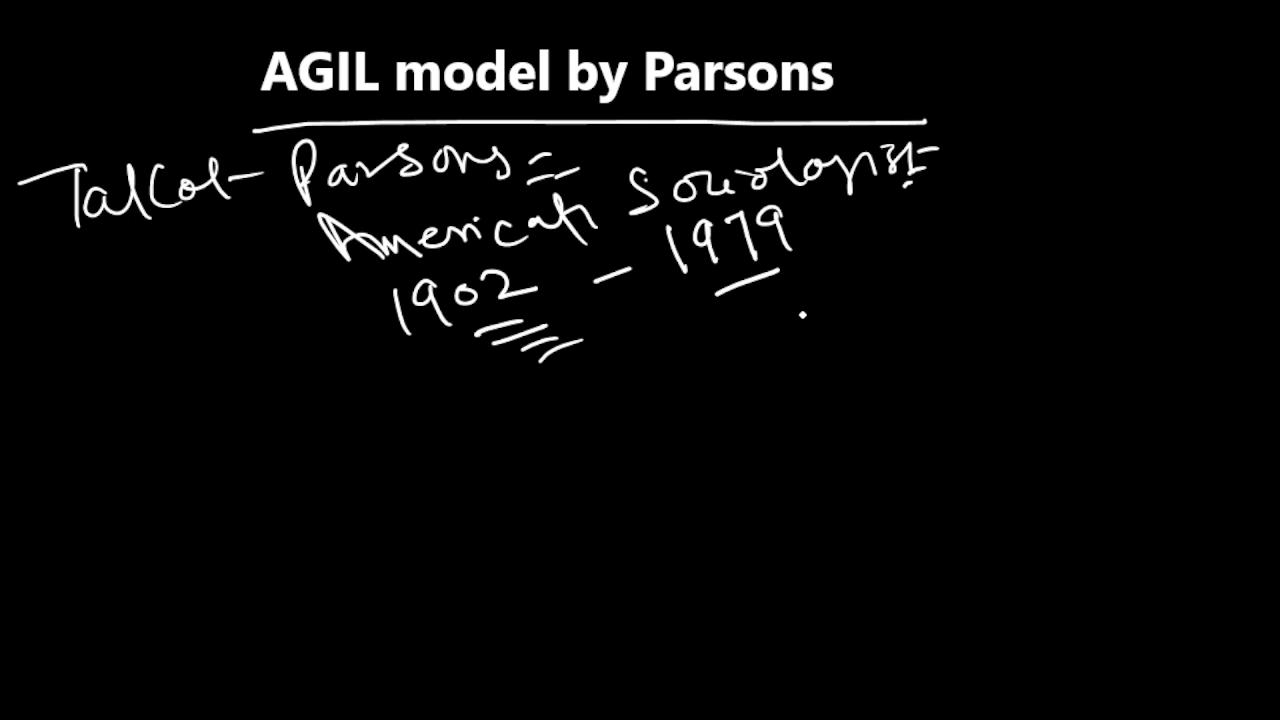 AGIL model by Parsons
Talcot Parsons =
American Sociologist
1902 - 1979